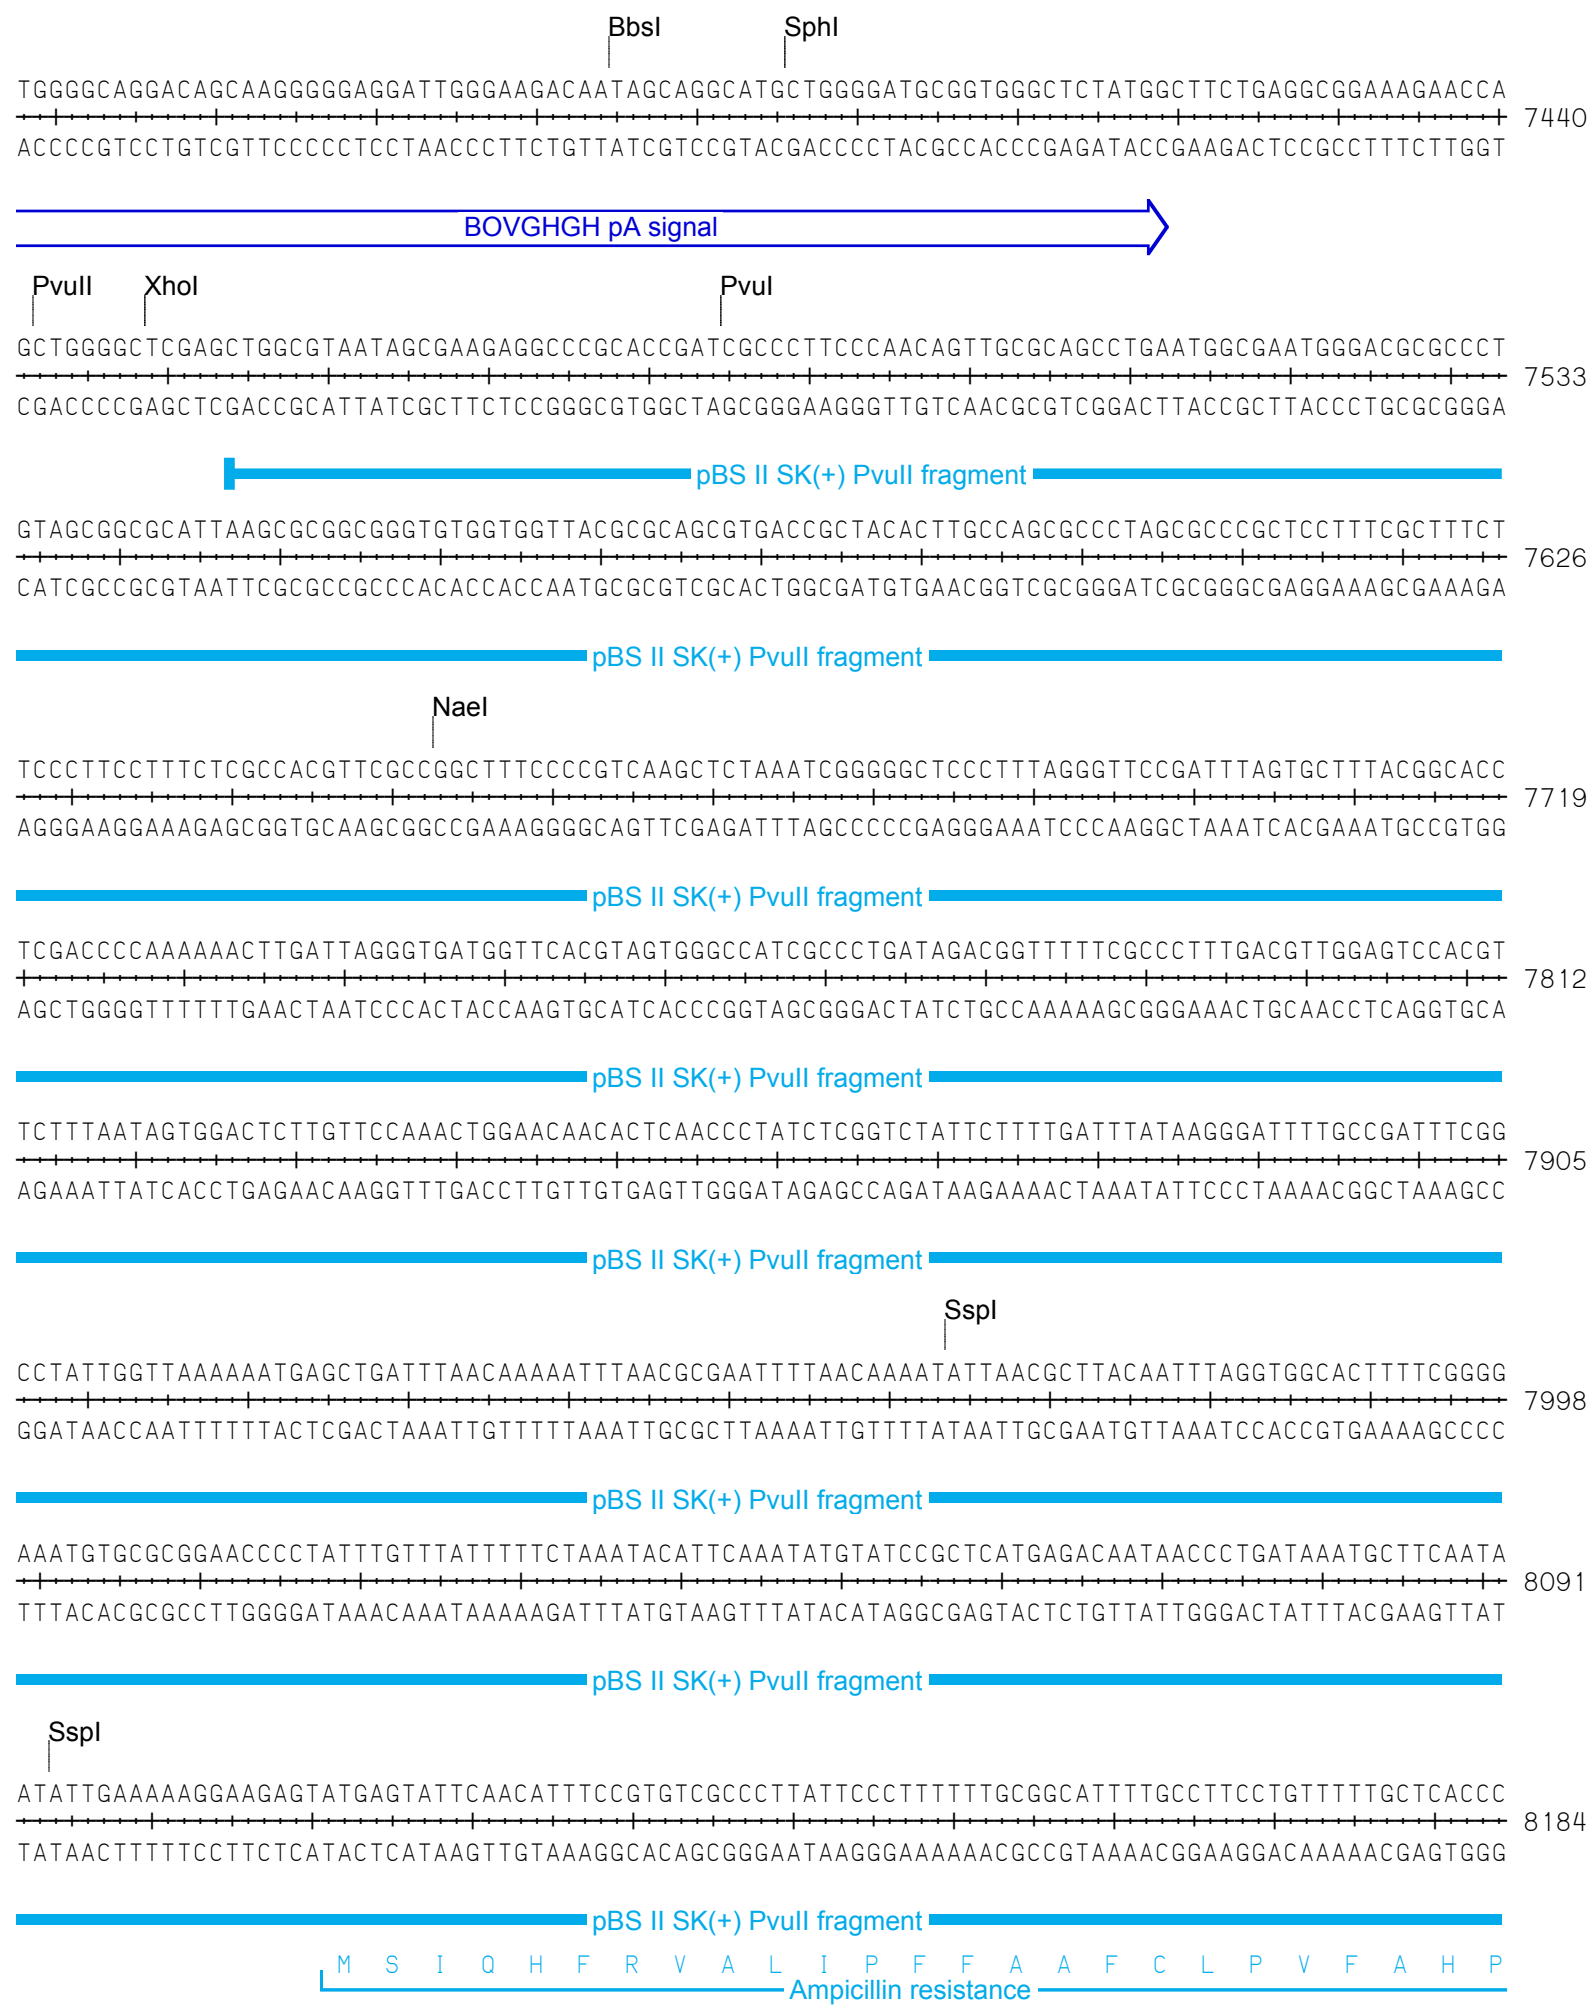 BbsI SphI
TGGGGCAGGACAGCAAGGGGGAGGATTGGGAAGACAATAGCAGGCATGCTGGGGATGCGGTGGGCTCTATGGCTTCTGAGGCGGAAAGAACCA
7440
ACCCCGTCCTGTCGTTCCCCCTCCTAACCCTTCTGTTATCGTCCGTACGACCCCTACGCCACCCGAGATACCGAAGACTCCGCCTTTCTTGGT
BOVGHGH pA signal
PvuII XhoI PvuI
GCTGGGGCTCGAGCTGGCGTAATAGCGAAGAGGCCCGCACCGATCGCCCTTCCCAACAGTTGCGCAGCCTGAATGGCGAATGGGACGCGCCCT
7533
CGACCCCGAGCTCGACCGCATTATCGCTTCTCCGGGCGTGGCTAGCGGGAAGGGTTGTCAACGCGTCGGACTTACCGCTTACCCTGCGCGGGA
pBS II SK(+) PvuII fragment
GTAGCGGCGCATTAAGCGCGGCGGGTGTGGTGGTTACGCGCAGCGTGACCGCTACACTTGCCAGCGCCCTAGCGCCCGCTCCTTTCGCTTTCT
7626
CATCGCCGCGTAATTCGCGCCGCCCACACCACCAATGCGCGTCGCACTGGCGATGTGAACGGTCGCGGGATCGCGGGCGAGGAAAGCGAAAGA
pBS II SK(+) PvuII fragment
NaeI
TCCCTTCCTTTCTCGCCACGTTCGCCGGCTTTCCCCGTCAAGCTCTAAATCGGGGGCTCCCTTTAGGGTTCCGATTTAGTGCTTTACGGCACC
7719
AGGGAAGGAAAGAGCGGTGCAAGCGGCCGAAAGGGGCAGTTCGAGATTTAGCCCCCGAGGGAAATCCCAAGGCTAAATCACGAAATGCCGTGG
pBS II SK(+) PvuII fragment
TCGACCCCAAAAAACTTGATTAGGGTGATGGTTCACGTAGTGGGCCATCGCCCTGATAGACGGTTTTTCGCCCTTTGACGTTGGAGTCCACGT
7812
AGCTGGGGTTTTTTGAACTAATCCCACTACCAAGTGCATCACCCGGTAGCGGGACTATCTGCCAAAAAGCGGGAAACTGCAACCTCAGGTGCA
pBS II SK(+) PvuII fragment
TCTTTAATAGTGGACTCTTGTTCCAAACTGGAACAACACTCAACCCTATCTCGGTCTATTCTTTTGATTTATAAGGGATTTTGCCGATTTCGG
7905
AGAAATTATCACCTGAGAACAAGGTTTGACCTTGTTGTGAGTTGGGATAGAGCCAGATAAGAAAACTAAATATTCCCTAAAACGGCTAAAGCC
pBS II SK(+) PvuII fragment
SspI
CCTATTGGTTAAAAAATGAGCTGATTTAACAAAAATTTAACGCGAATTTTAACAAAATATTAACGCTTACAATTTAGGTGGCACTTTTCGGGG
7998
GGATAACCAATTTTTTACTCGACTAAATTGTTTTTAAATTGCGCTTAAAATTGTTTTATAATTGCGAATGTTAAATCCACCGTGAAAAGCCCC
pBS II SK(+) PvuII fragment
AAATGTGCGCGGAACCCCTATTTGTTTATTTTTCTAAATACATTCAAATATGTATCCGCTCATGAGACAATAACCCTGATAAATGCTTCAATA
8091
TTTACACGCGCCTTGGGGATAAACAAATAAAAAGATTTATGTAAGTTTATACATAGGCGAGTACTCTGTTATTGGGACTATTTACGAAGTTAT
pBS II SK(+) PvuII fragment
SspI
ATATTGAAAAAGGAAGAGTATGAGTATTCAACATTTCCGTGTCGCCCTTATTCCCTTTTTTGCGGCATTTTGCCTTCCTGTTTTTGCTCACCC
8184
TATAACTTTTTCCTTCTCATACTCATAAGTTGTAAAGGCACAGCGGGAATAAGGGAAAAAACGCCGTAAAACGGAAGGACAAAAACGAGTGGG
pBS II SK(+) PvuII fragment
M S I Q H F R V A L I P F F A A F C L P V F A H P
Ampicillin resistance